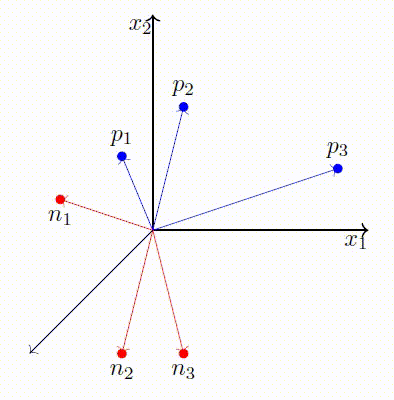 x₂
p₂
p₁
p₃
n₁
x₁
n₂
n₃